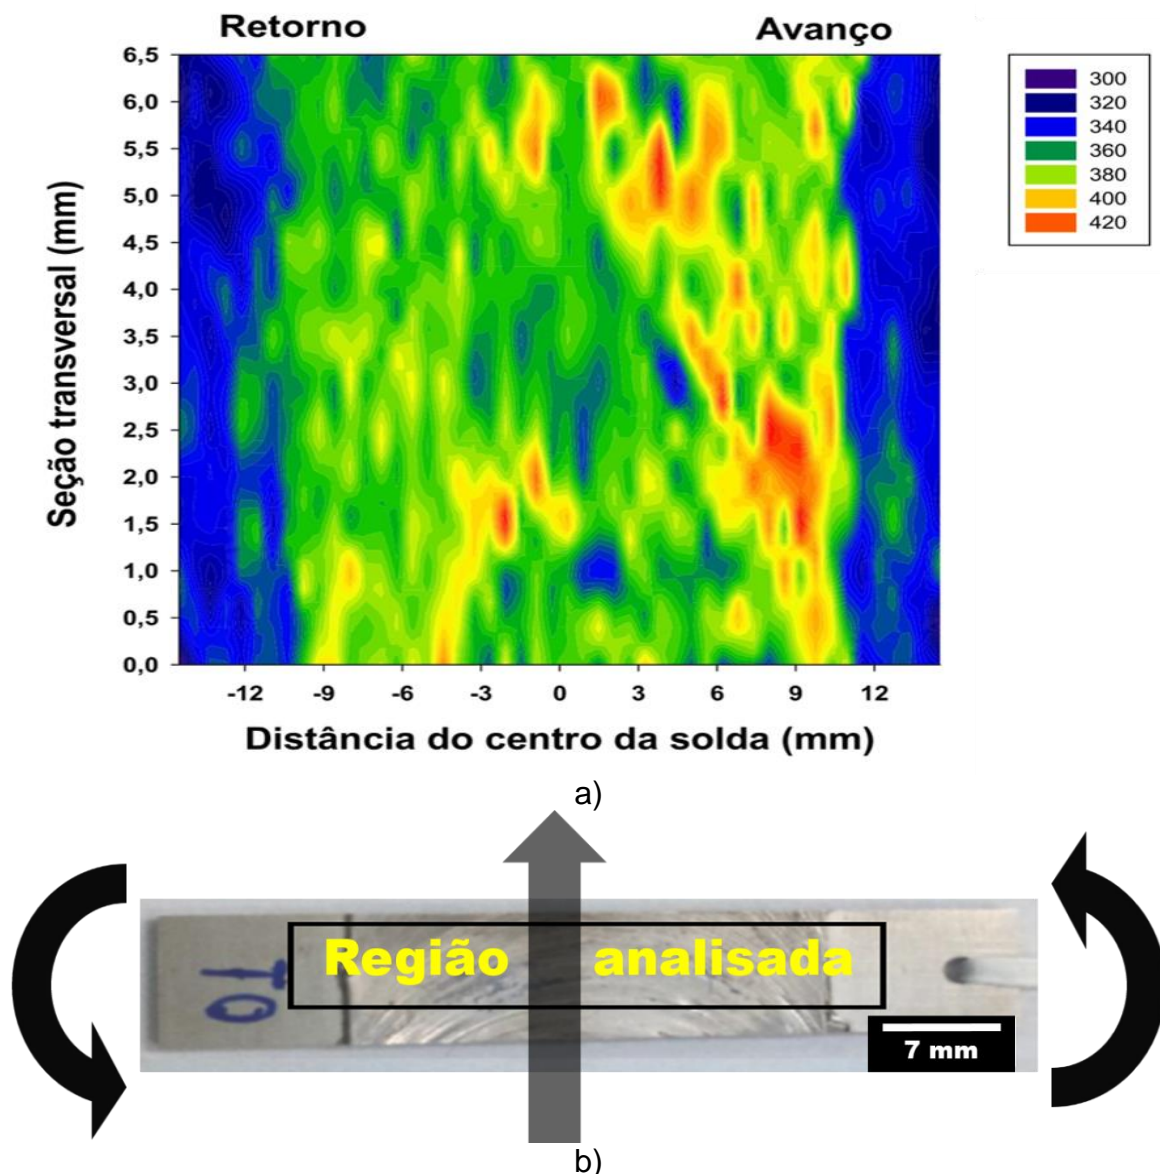 Retorno
Avanço
6,5
6,0
5,5
5,0
4,5
4,0
3,5
3,0
2,5
2,0
1,5
1,0
0,5
0,0
Seção transversal (mm)
-12 -9 -6 -3 0 3 6 9 12
Distância do centro da solda (mm)
300
320
340
360
380
400
420
a)
Região analisada
7 mm
b)